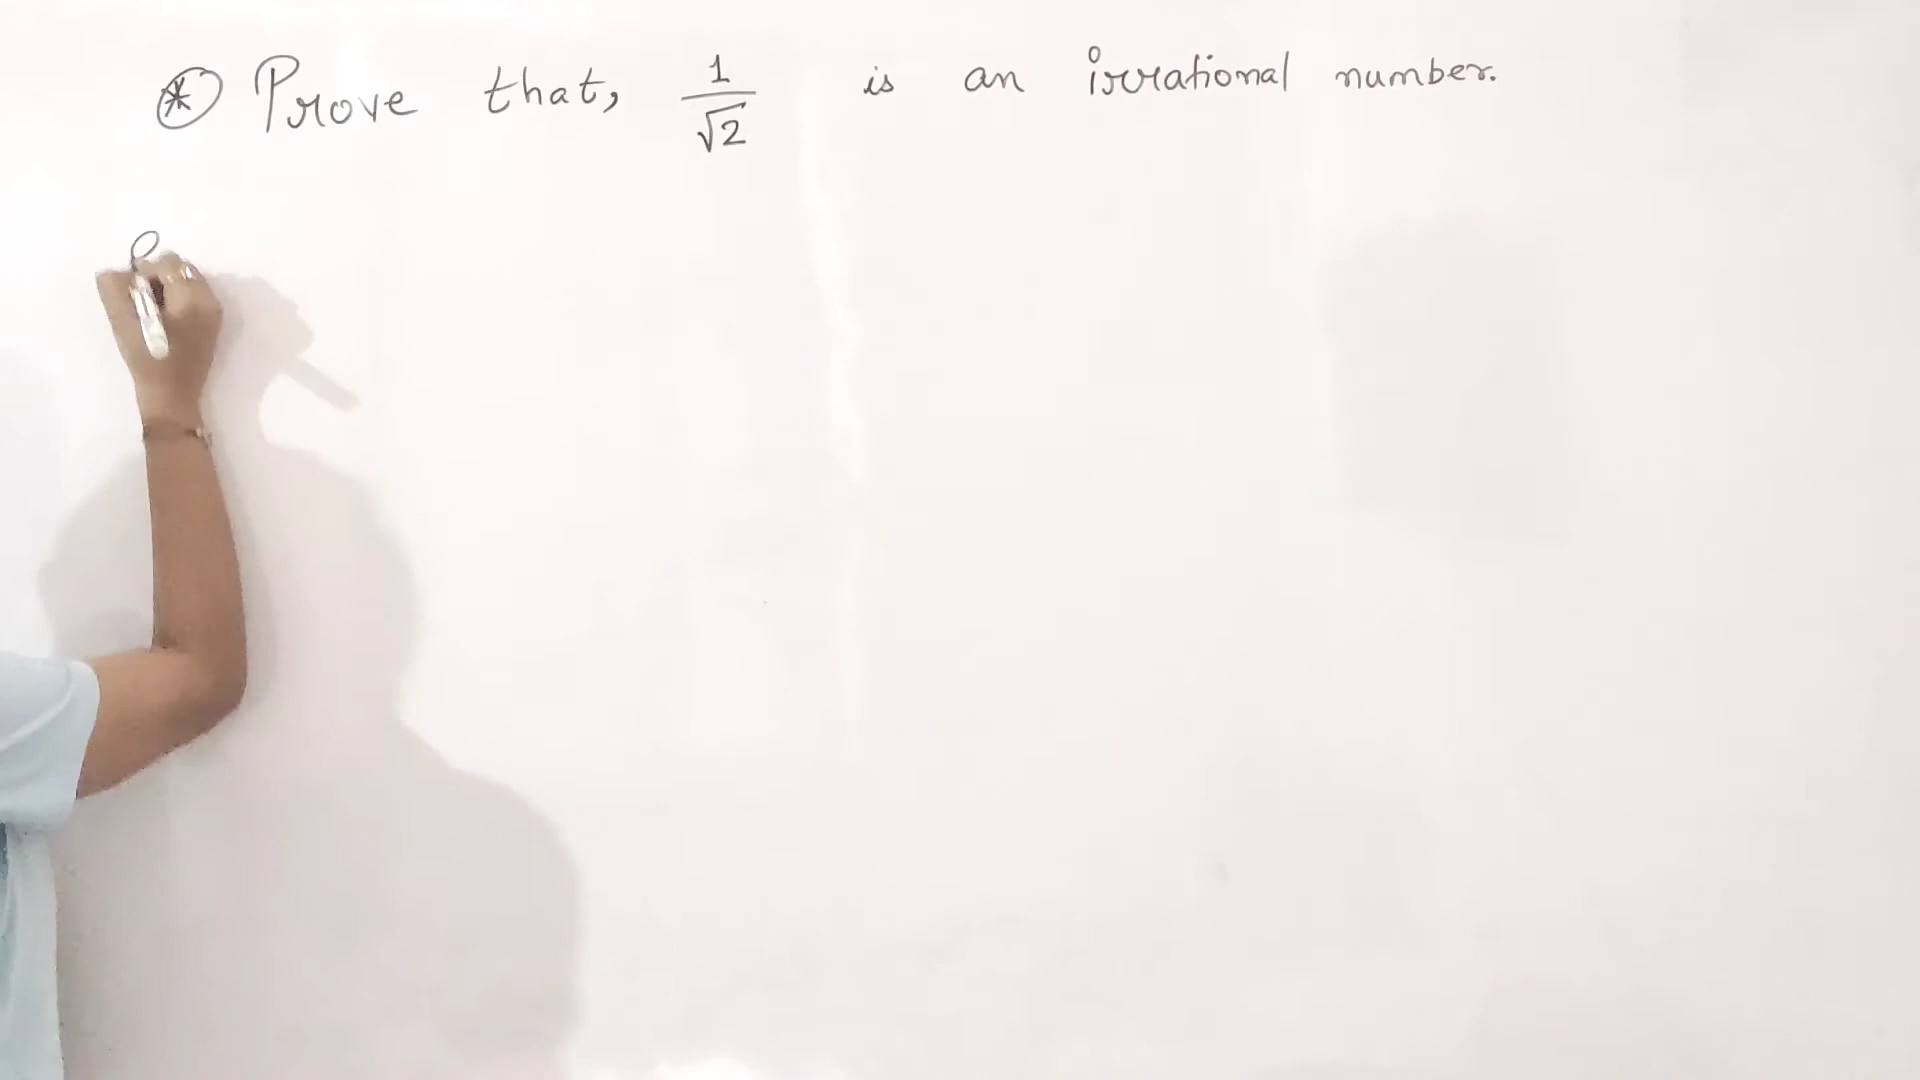 ⊛ Prove that, 1/√2 is an irrational number.